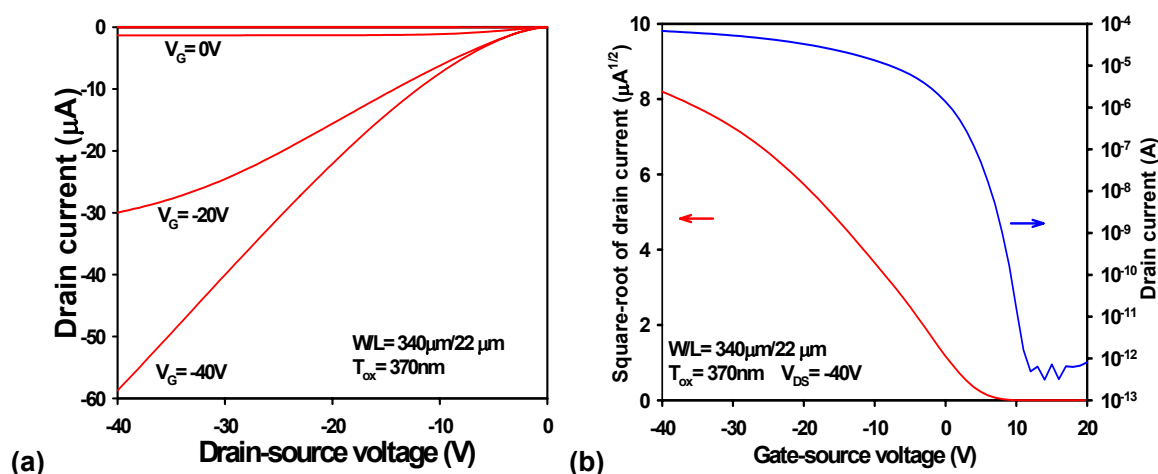 0
-10
-20
-30
-40
-50
-60
Drain current (μA)
V_G= 0V
V_G= -20V
V_G= -40V
W/L= 340μm/22 μm
T_ox= 370nm
-40 -30 -20 -10 0
Drain-source voltage (V)
(a)
10
8
6
4
2
0
Square-root of drain current (μA^1/2)
W/L= 340μm/22 μm
T_ox= 370nm V_DS= -40V
-40 -30 -20 -10 0 10 20
Gate-source voltage (V)
10^-4
10^-5
10^-6
10^-7
10^-8
10^-9
10^-10
10^-11
10^-12
10^-13
Drain current (A)
(b)